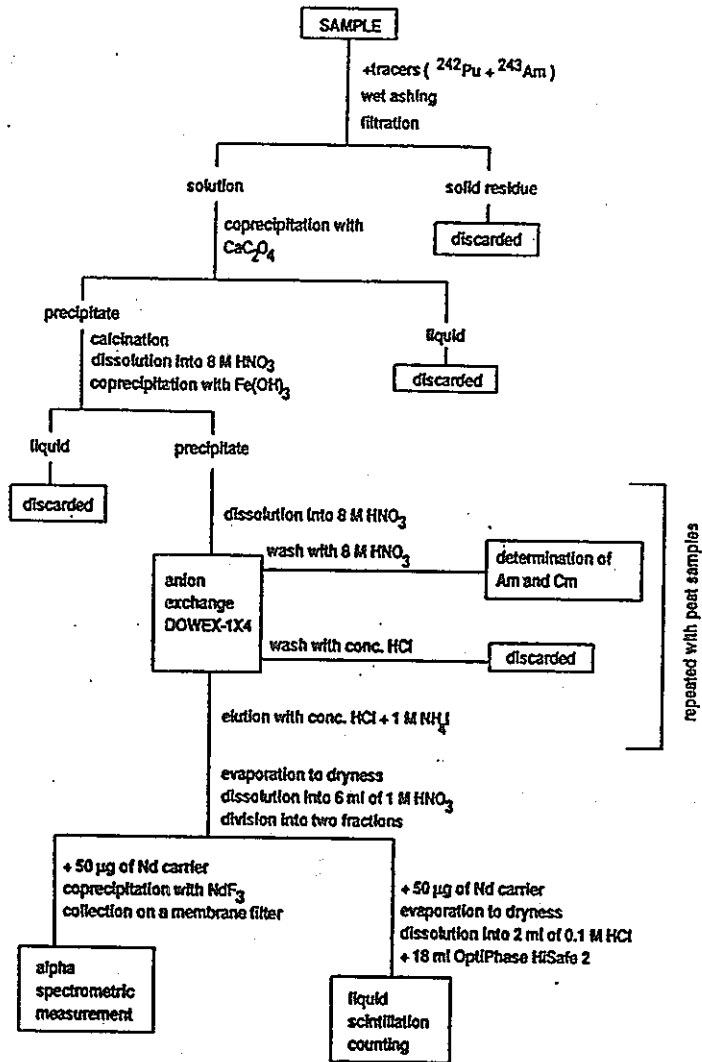 SAMPLE
+tracers ( ²⁴²Pu + ²⁴³Am )
wet ashing
filtration
solution
solid residue
discarded
coprecipitation with
CaC₂O₄
precipitate
liquid
discarded
calcination
dissolution into 8 M HNO₃
coprecipitation with Fe(OH)₃
liquid
precipitate
discarded
dissolution into 8 M HNO₃
wash with 8 M HNO₃
determination of
Am and Cm
anion
exchange
DOWEX-1X4
wash with conc. HCl
discarded
repeated with peat samples
elution with conc. HCl + 1 M NH₄I
evaporation to dryness
dissolution into 6 ml of 1 M HNO₃
division into two fractions
+ 50 µg of Nd carrier
coprecipitation with NdF₃
collection on a membrane filter
+ 50 µg of Nd carrier
evaporation to dryness
dissolution into 2 ml of 0.1 M HCl
+ 18 ml OptiPhase HiSafe 2
alpha
spectrometric
measurement
liquid
scintillation
counting